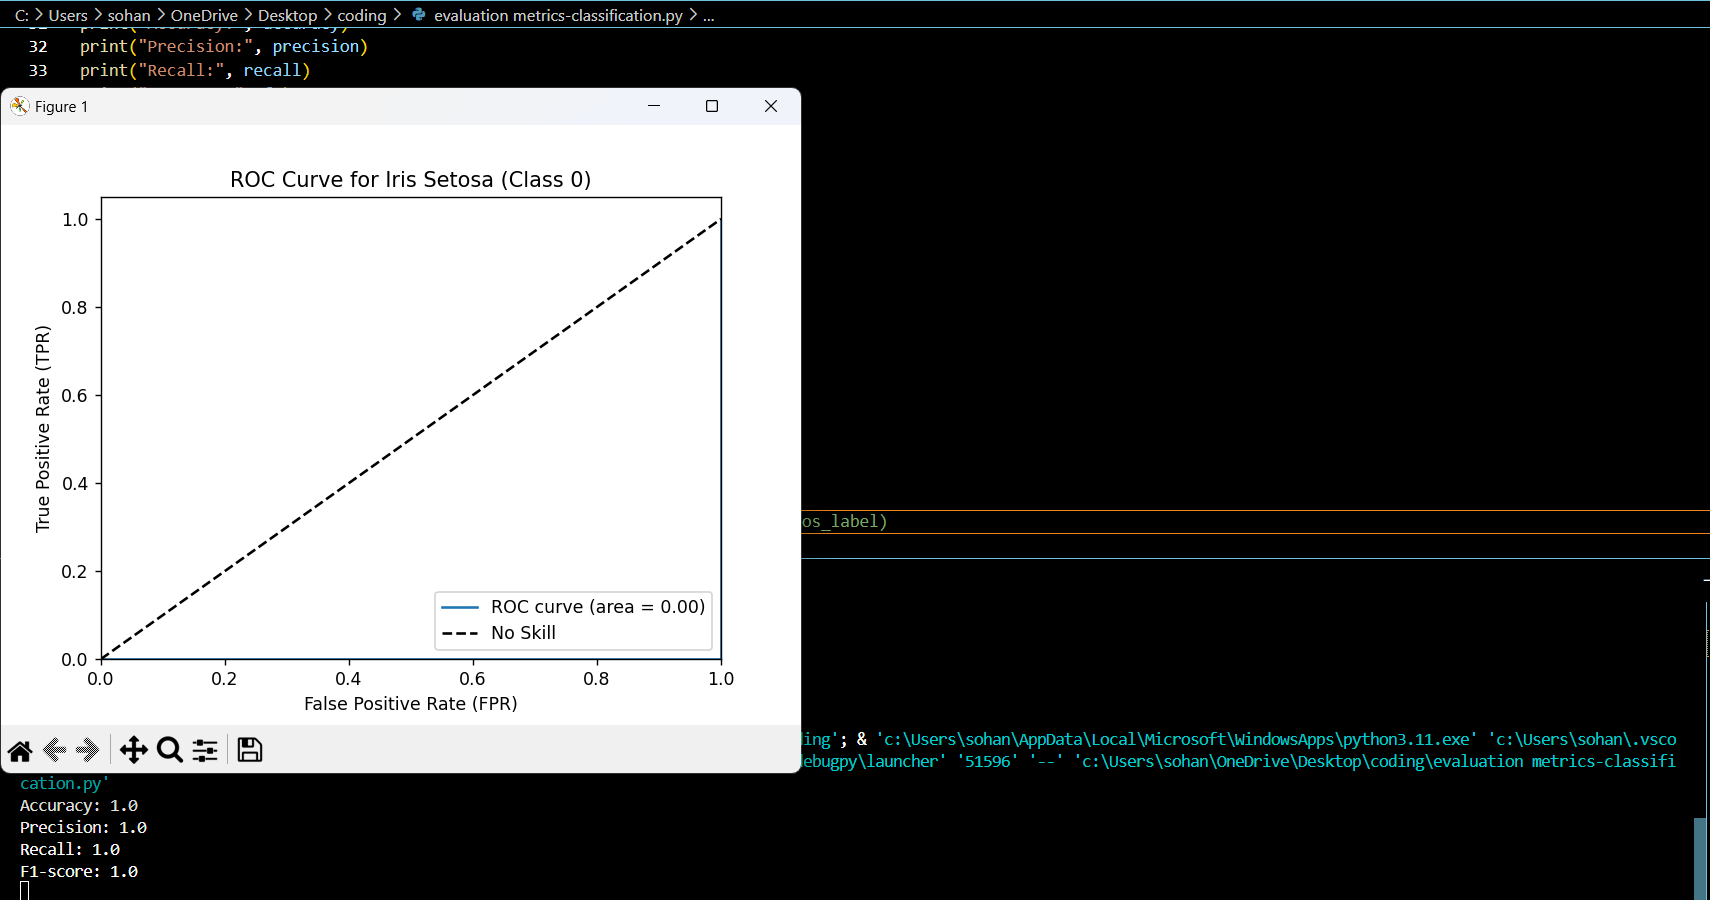 C: > Users > sohan > OneDrive > Desktop > coding > evaluation metrics-classification.py > ...
32 print("Precision:", precision)
33 print("Recall:", recall)
Figure 1
ROC Curve for Iris Setosa (Class 0)
1.0
0.8
0.6
0.4
0.2
0.0
True Positive Rate (TPR)
ROC curve (area = 0.00)
No Skill
0.0 0.2 0.4 0.6 0.8 1.0
False Positive Rate (FPR)
os_label)
ing'; & 'c:\Users\sohan\AppData\Local\Microsoft\WindowsApps\python3.11.exe' 'c:\Users\sohan\.vsco
ebugpy\launcher' '51596' '--' 'c:\Users\sohan\OneDrive\Desktop\coding\evaluation metrics-classifi
cation.py'
Accuracy: 1.0
Precision: 1.0
Recall: 1.0
F1-score: 1.0